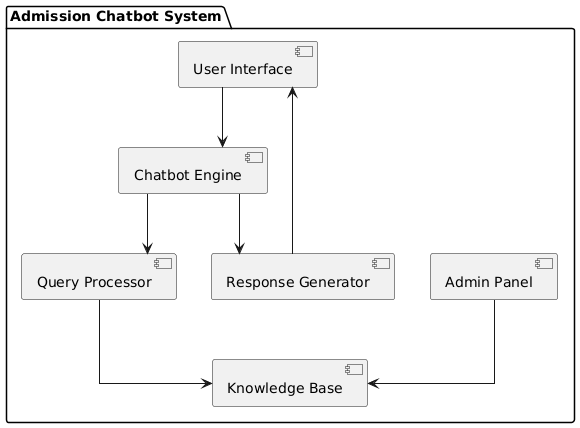 Admission Chatbot System
User Interface
Chatbot Engine
Query Processor
Response Generator
Admin Panel
Knowledge Base